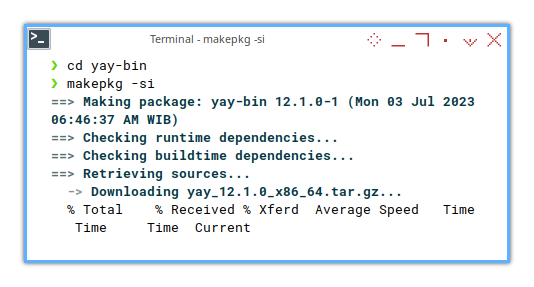 >_
Terminal - makepkg -si
❯ cd yay-bin
❯ makepkg -si
==> Making package: yay-bin 12.1.0-1 (Mon 03 Jul 2023
06:46:37 AM WIB)
==> Checking runtime dependencies...
==> Checking buildtime dependencies...
==> Retrieving sources...
  -> Downloading yay_12.1.0_x86_64.tar.gz...
  % Total    % Received % Xferd  Average Speed   Time
   Time     Time  Current